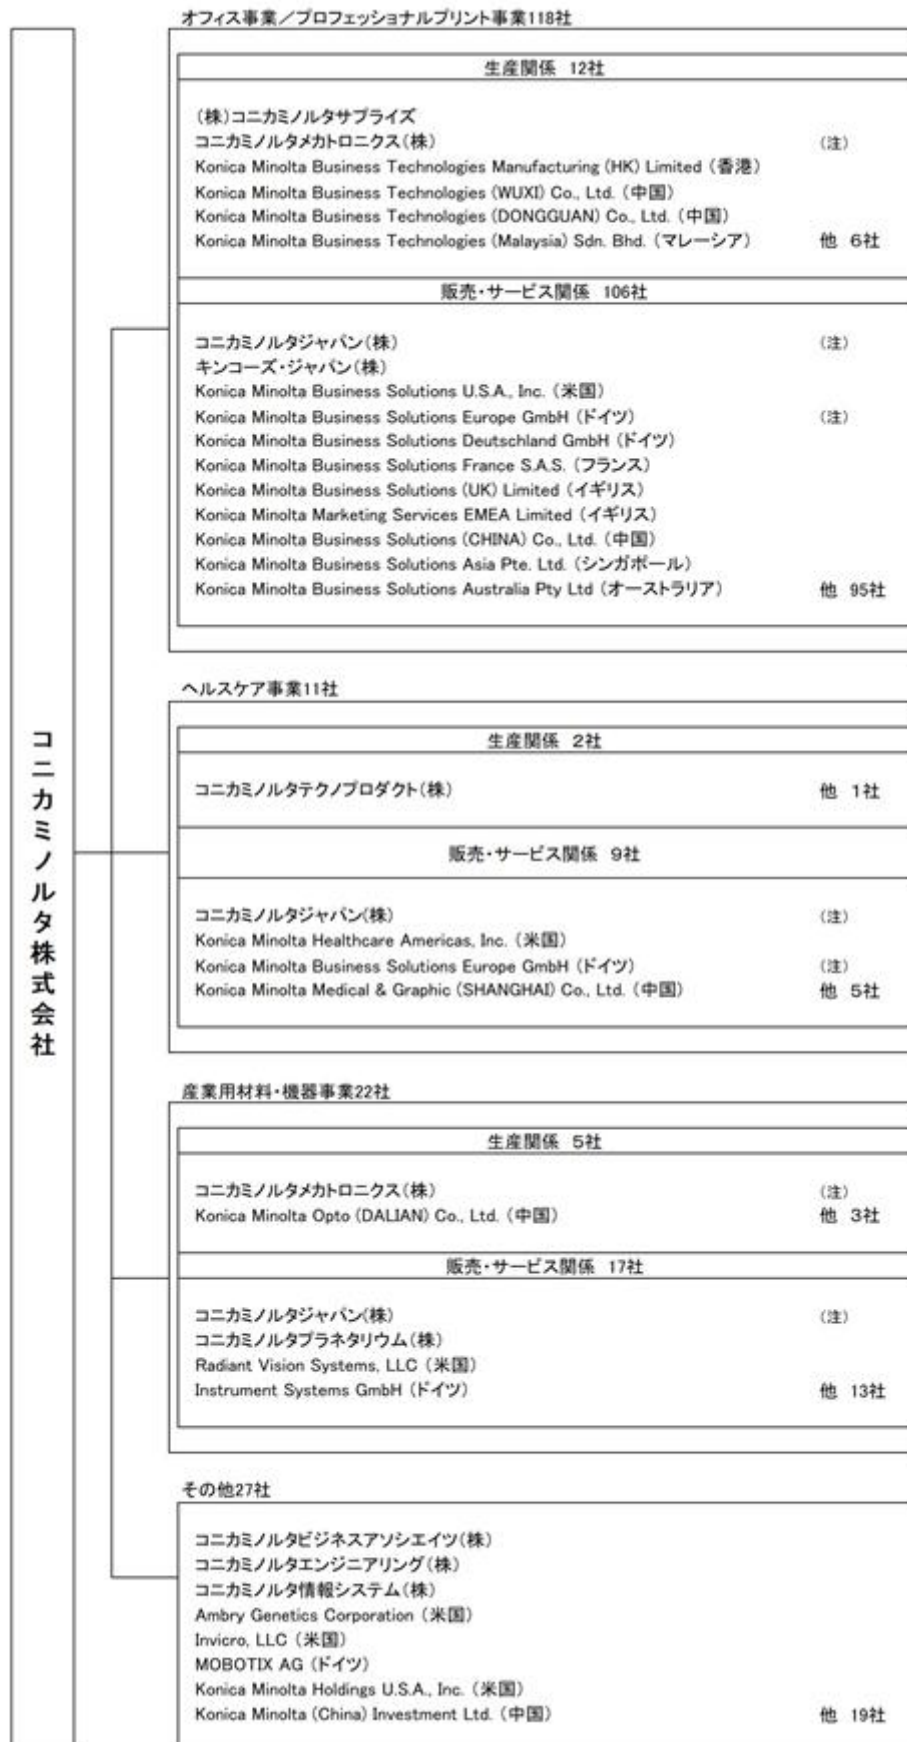 オフィス事業／プロフェッショナルプリント事業118社
生産関係 12社
(株)コニカミノルタサプライズ
コニカミノルタメカトロニクス(株) (注)
Konica Minolta Business Technologies Manufacturing (HK) Limited (香港)
Konica Minolta Business Technologies (WUXI) Co., Ltd. (中国)
Konica Minolta Business Technologies (DONGGUAN) Co., Ltd. (中国)
Konica Minolta Business Technologies (Malaysia) Sdn. Bhd. (マレーシア) 他 6社
販売・サービス関係 106社
コニカミノルタジャパン(株) (注)
キンコーズ・ジャパン(株)
Konica Minolta Business Solutions U.S.A., Inc. (米国)
Konica Minolta Business Solutions Europe GmbH (ドイツ) (注)
Konica Minolta Business Solutions Deutschland GmbH (ドイツ)
Konica Minolta Business Solutions France S.A.S. (フランス)
Konica Minolta Business Solutions (UK) Limited (イギリス)
Konica Minolta Marketing Services EMEA Limited (イギリス)
Konica Minolta Business Solutions (CHINA) Co., Ltd. (中国)
Konica Minolta Business Solutions Asia Pte. Ltd. (シンガポール)
Konica Minolta Business Solutions Australia Pty Ltd (オーストラリア) 他 95社
コニカミノルタ株式会社
ヘルスケア事業11社
生産関係 2社
コニカミノルタテクノプロダクト(株) 他 1社
販売・サービス関係 9社
コニカミノルタジャパン(株) (注)
Konica Minolta Healthcare Americas, Inc. (米国)
Konica Minolta Business Solutions Europe GmbH (ドイツ) (注)
Konica Minolta Medical & Graphic (SHANGHAI) Co., Ltd. (中国) 他 5社
産業用材料・機器事業22社
生産関係 5社
コニカミノルタメカトロニクス(株) (注)
Konica Minolta Opto (DALIAN) Co., Ltd. (中国) 他 3社
販売・サービス関係 17社
コニカミノルタジャパン(株) (注)
コニカミノルタプラネタリウム(株)
Radiant Vision Systems, LLC (米国)
Instrument Systems GmbH (ドイツ) 他 13社
その他27社
コニカミノルタビジネスアソシエイツ(株)
コニカミノルタエンジニアリング(株)
コニカミノルタ情報システム(株)
Ambry Genetics Corporation (米国)
Invicro, LLC (米国)
MOBOTIX AG (ドイツ)
Konica Minolta Holdings U.S.A., Inc. (米国)
Konica Minolta (China) Investment Ltd. (中国) 他 19社